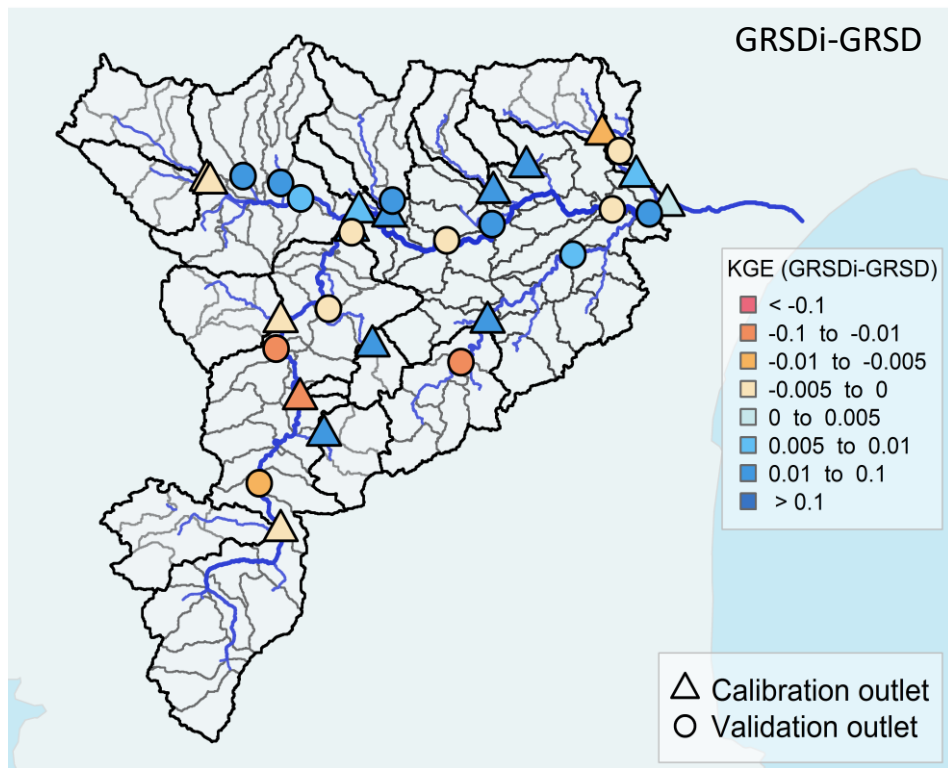 GRSDi-GRSD
KGE (GRSDi-GRSD)
< -0.1
-0.1 to -0.01
-0.01 to -0.005
-0.005 to 0
0 to 0.005
0.005 to 0.01
0.01 to 0.1
> 0.1
Calibration outlet
Validation outlet